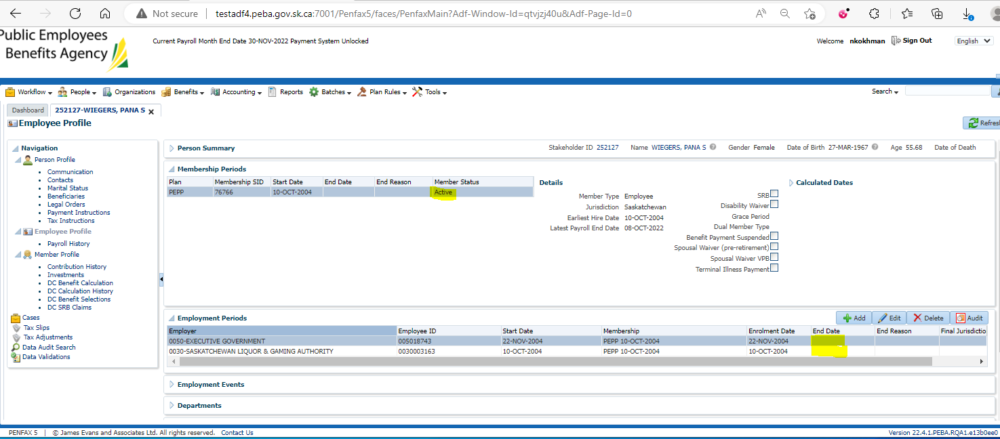 Not secure | testadf4.peba.gov.sk.ca:7001/Penfax5/faces/PenfaxMain?Adf-Window-Id=qtvjzj40u&Adf-Page-Id=0
Public Employees
Benefits Agency
Current Payroll Month End Date 30-NOV-2022 Payment System Unlocked
Welcome nkokhman Sign Out English
Workflow People Organizations Benefits Accounting Reports Batches Plan Rules Tools Search
Dashboard 252127-WIEGERS, PANA S
Employee Profile
Refresh
Navigation
Person Profile
Communication
Contacts
Marital Status
Beneficiaries
Legal Orders
Payment Instructions
Tax Instructions
Employee Profile
Payroll History
Member Profile
Contribution History
Investments
DC Benefit Calculation
DC Calculation History
DC Benefit Selections
DC SRB Claims
Cases
Tax Slips
Tax Adjustments
Data Audit Search
Data Validations
Person Summary Stakeholder ID 252127 Name WIEGERS, PANA S Gender Female Date of Birth 27-MAR-1967 Age 55.68 Date of Death
Membership Periods
Plan Membership SID Start Date End Date End Reason Member Status
PEPP 76766 10-OCT-2004 Active
Details
Member Type Employee
Jurisdiction Saskatchewan
Earliest Hire Date 10-OCT-2004
Latest Payroll End Date 08-OCT-2022
SRB
Disability Waiver
Grace Period
Dual Member Type
Benefit Payment Suspended
Spousal Waiver (pre-retirement)
Spousal Waiver VPB
Terminal Illness Payment
Calculated Dates
Employment Periods Add Edit Delete Audit
Employer Employee ID Start Date Membership Enrolment Date End Date End Reason Final Jurisdictio
0050-EXECUTIVE GOVERNMENT 005018743 22-NOV-2004 PEPP 10-OCT-2004 22-NOV-2004
0030-SASKATCHEWAN LIQUOR & GAMING AUTHORITY 0030003163 10-OCT-2004 PEPP 10-OCT-2004 10-OCT-2004
Employment Events
Departments
PENFAX 5 | © James Evans and Associates Ltd. All rights reserved. Contact Us
Version 22.4.1.PEBA.RQA1.e13b0ee0